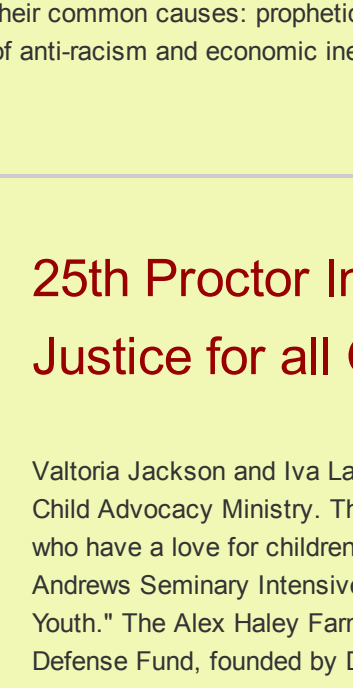 heir common causes: prophetic
of anti-racism and economic ine
25th Proctor In
Justice for all
Valtoria Jackson and Iva La
Child Advocacy Ministry. Th
who have a love for children
Andrews Seminary Intensive
Youth." The Alex Haley Farm
Defense Fund, founded by D